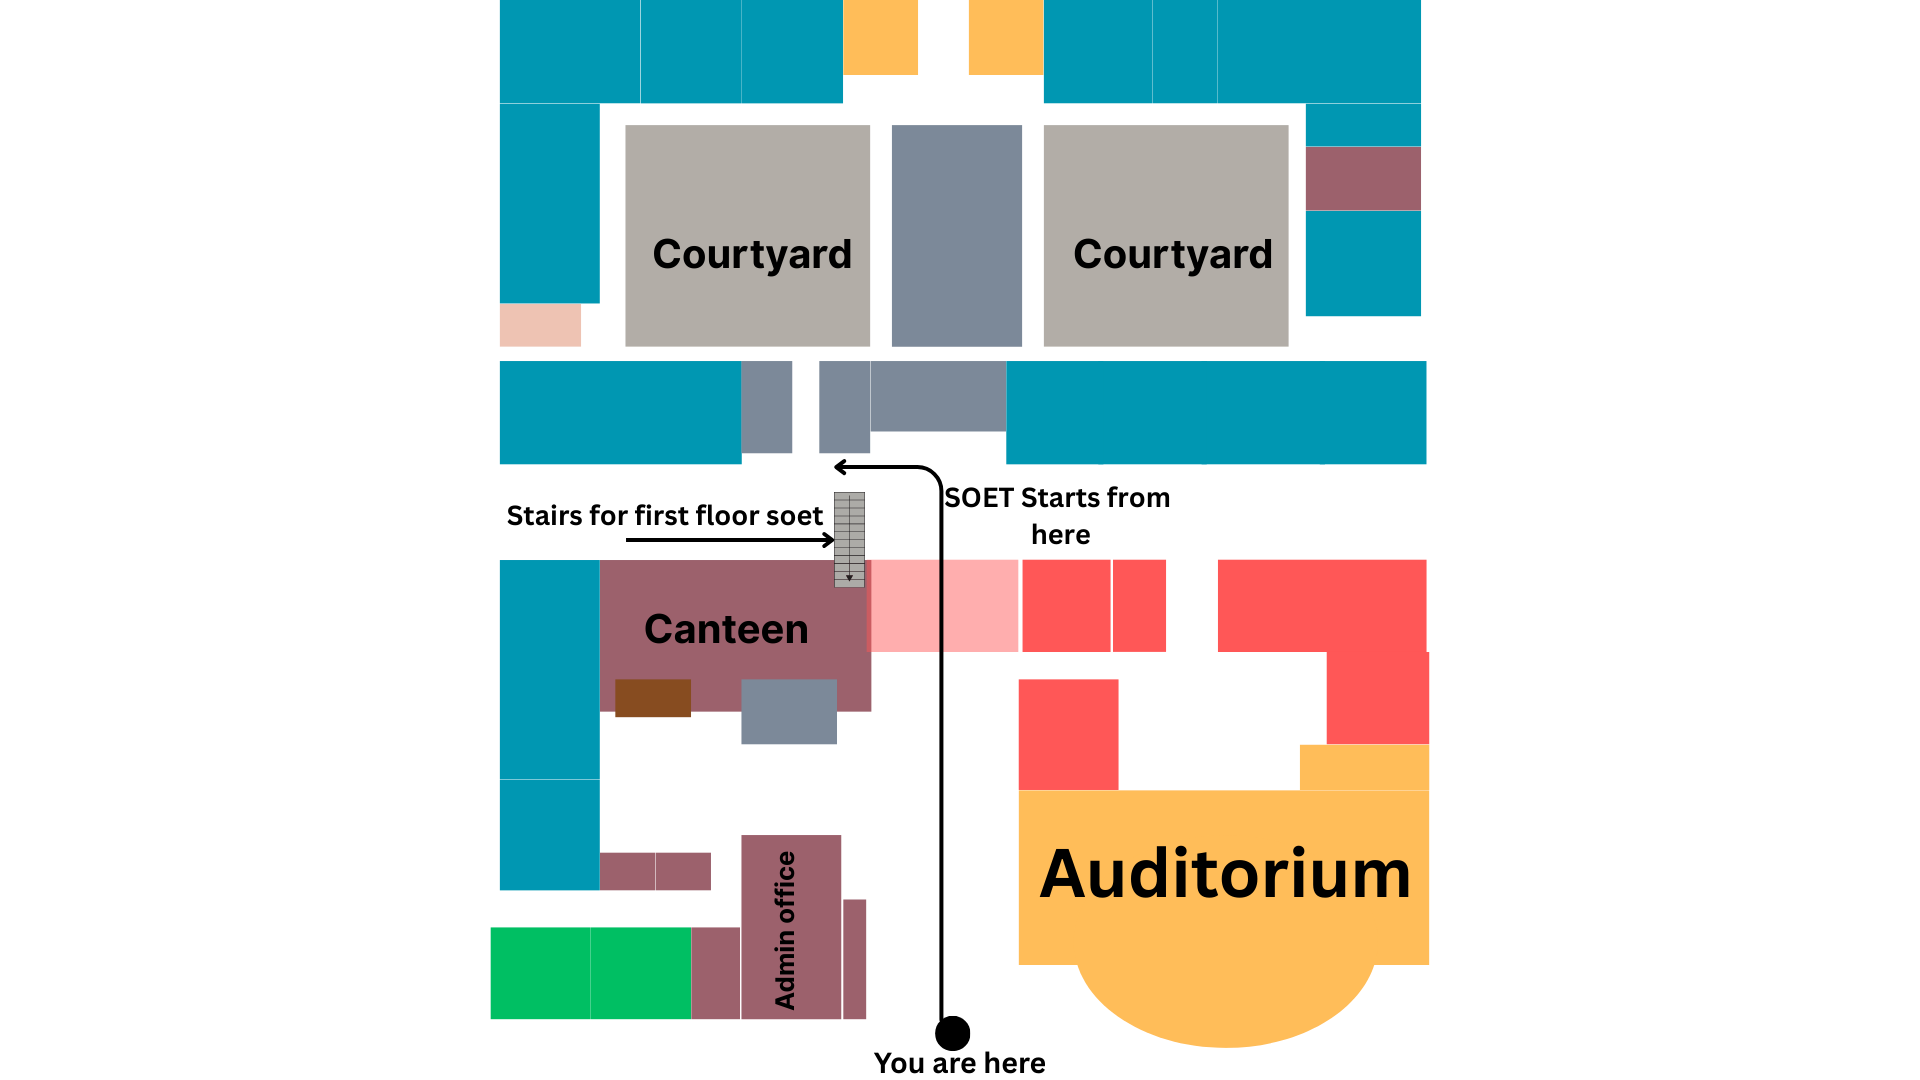 Courtyard
Courtyard
Stairs for first floor soet
SOET Starts from
here
Canteen
Admin office
Auditorium
You are here